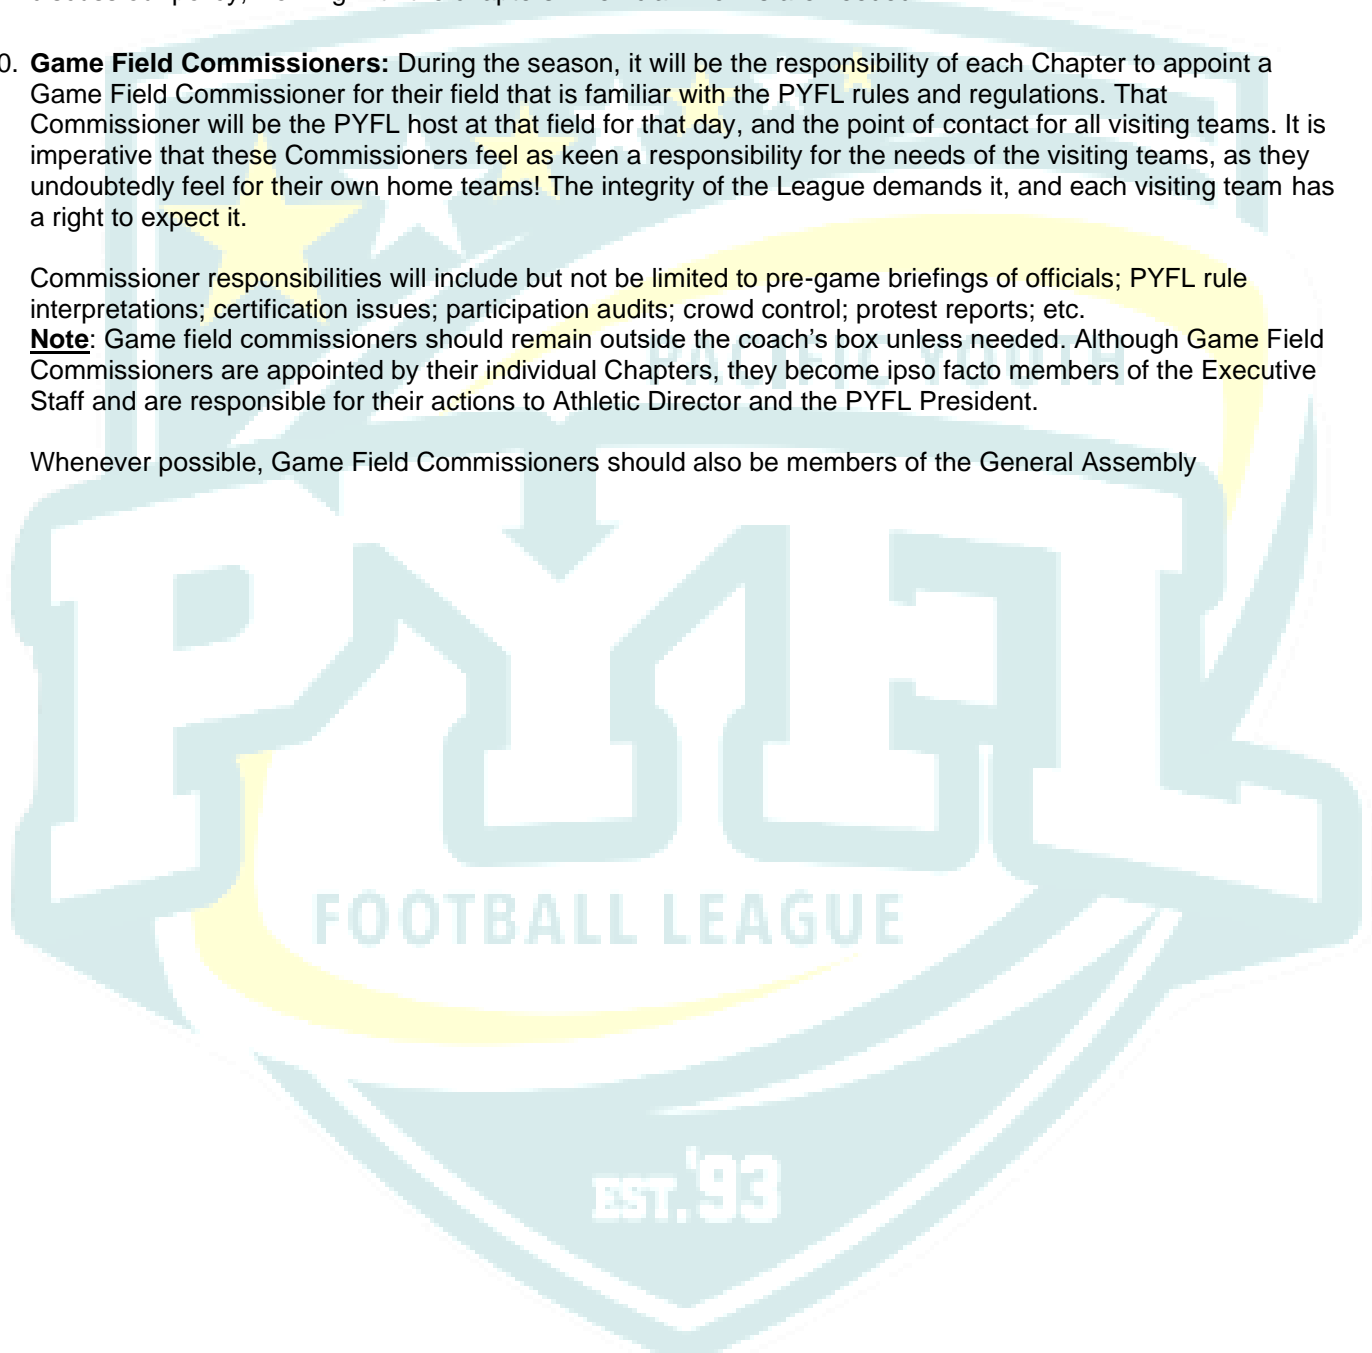 0. Game Field Commissioners: During the season, it will be the responsibility of each Chapter to appoint a
Game Field Commissioner for their field that is familiar with the PYFL rules and regulations. That
Commissioner will be the PYFL host at that field for that day, and the point of contact for all visiting teams. It is
imperative that these Commissioners feel as keen a responsibility for the needs of the visiting teams, as they
undoubtedly feel for their own home teams! The integrity of the League demands it, and each visiting team has
a right to expect it.
Commissioner responsibilities will include but not be limited to pre-game briefings of officials; PYFL rule
interpretations; certification issues; participation audits; crowd control; protest reports; etc.
Note: Game field commissioners should remain outside the coach’s box unless needed. Although Game Field
Commissioners are appointed by their individual Chapters, they become ipso facto members of the Executive
Staff and are responsible for their actions to Athletic Director and the PYFL President.
Whenever possible, Game Field Commissioners should also be members of the General Assembly
PACIFIC YOUTH
PYFL
FOOTBALL LEAGUE
EST. '93